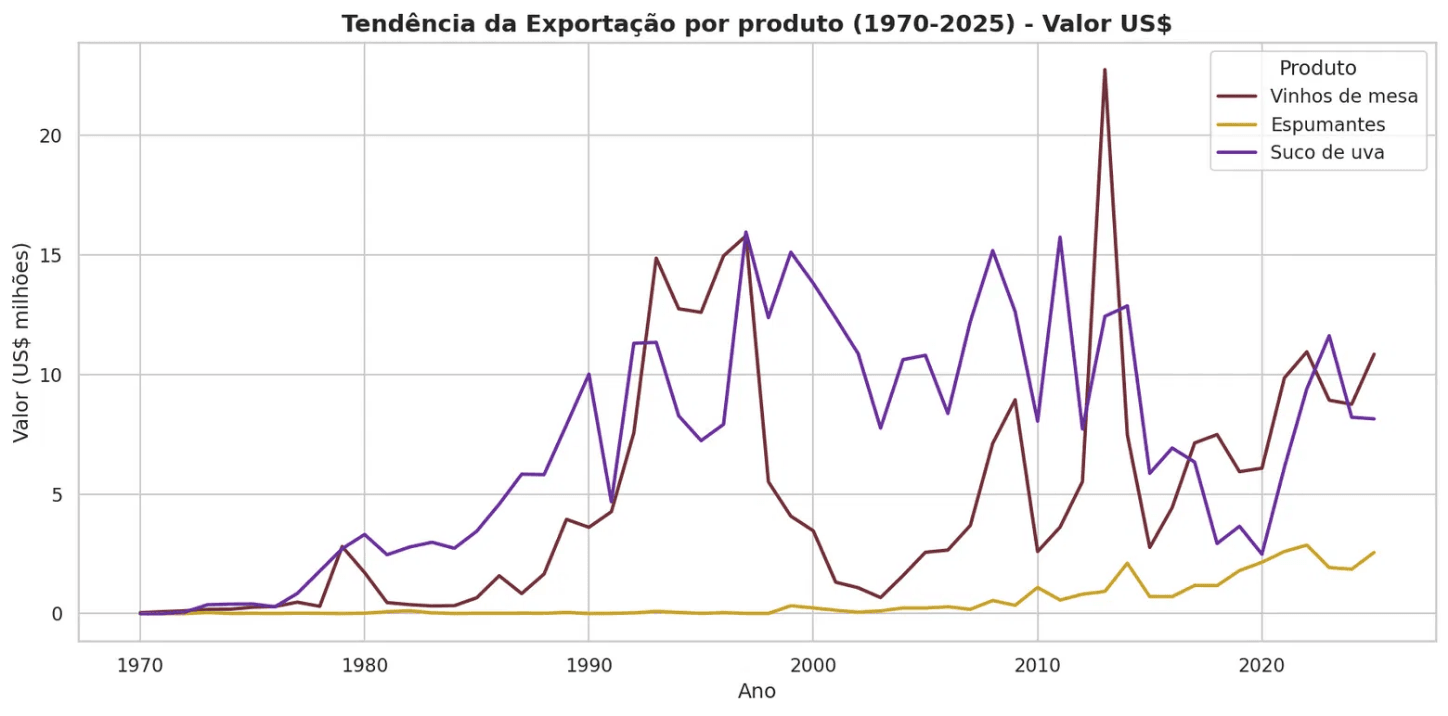 Tendência da Exportação por produto (1970-2025) - Valor US$
Produto
Vinhos de mesa
Espumantes
Suco de uva
Valor (US$ milhões)
20
15
10
5
0
1970 1980 1990 2000 2010 2020
Ano